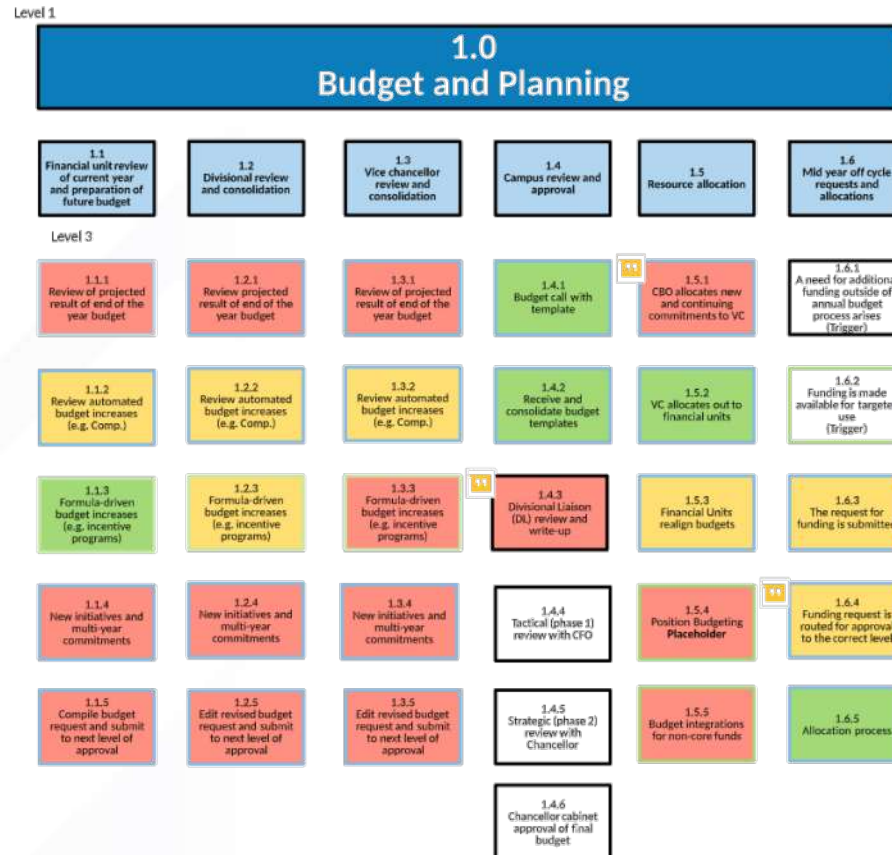 Level 1
1.0
Budget and Planning
1.1
Financial unit review
of current year
and preparation of
future budget
1.2
Divisional review
and consolidation
1.3
Vice chancellor
review and
consolidation
1.4
Campus review and
approval
1.5
Resource allocation
1.6
Mid year off cycle
requests and
allocations
Level 3
1.1.1
Review of projected
result of end of the
year budget
1.2.1
Review projected
result of end of the
year budget
1.3.1
Review of projected
result of end of the
year budget
1.4.1
Budget call with
template
1.5.1
CBO allocates new
and continuing
commitments to VC
1.6.1
A need for additiona
funding outside of
annual budget
process arises
(Trigger)
1.1.2
Review automated
budget increases
(e.g. Comp.)
1.2.2
Review automated
budget increases
(e.g. Comp.)
1.3.2
Review automated
budget increases
(e.g. Comp.)
1.4.2
Receive and
consolidate budget
templates
1.5.2
VC allocates out to
financial units
1.6.2
Funding is made
available for targete
use
(Trigger)
1.1.3
Formula-driven
budget increases
(e.g. incentive
programs)
1.2.3
Formula-driven
budget increases
(e.g. incentive
programs)
1.3.3
Formula-driven
budget increases
(e.g. incentive
programs)
1.4.3
Divisional Liaison
(DL) review and
write-up
1.5.3
Financial Units
realign budgets
1.6.3
The request for
funding is submitted
1.1.4
New initiatives and
multi-year
commitments
1.2.4
New initiatives and
multi-year
commitments
1.3.4
New initiatives and
multi-year
commitments
1.4.4
Tactical (phase 1)
review with CFO
1.5.4
Position Budgeting
Placeholder
1.6.4
Funding request is
routed for approval
to the correct level
1.1.5
Compile budget
request and submit
to next level of
approval
1.2.5
Edit revised budget
request and submit
to next level of
approval
1.3.5
Edit revised budget
request and submit
to next level of
approval
1.4.5
Strategic (phase 2)
review with
Chancellor
1.5.5
Budget integrations
for non-core funds
1.6.5
Allocation process
1.4.6
Chancellor cabinet
approval of final
budget